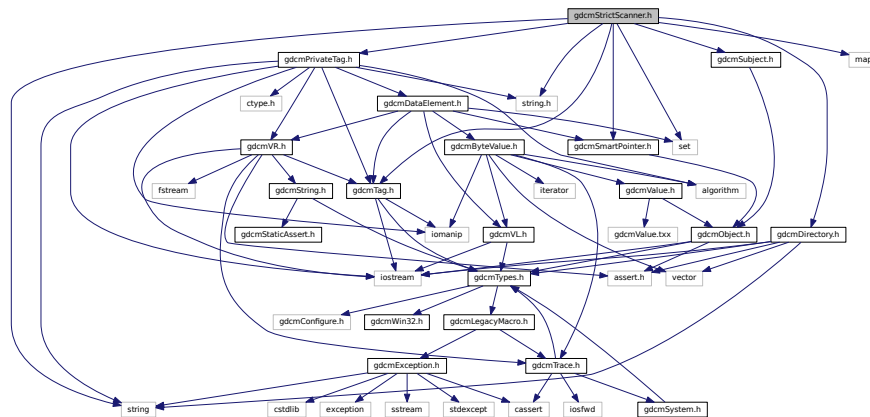 gdcmStrictScanner.h
gdcmPrivateTag.h
gdcmSubject.h
map
ctype.h
gdcmDataElement.h
string.h
gdcmVR.h
gdcmByteValue.h
gdcmSmartPointer.h
set
fstream
gdcmString.h
gdcmTag.h
iterator
gdcmValue.h
algorithm
gdcmStaticAssert.h
iomanip
gdcmVL.h
gdcmValue.txx
gdcmObject.h
gdcmDirectory.h
iostream
gdcmTypes.h
assert.h
vector
gdcmConfigure.h
gdcmWin32.h
gdcmLegacyMacro.h
gdcmException.h
gdcmTrace.h
string
cstdlib
exception
sstream
stdexcept
cassert
iosfwd
gdcmSystem.h